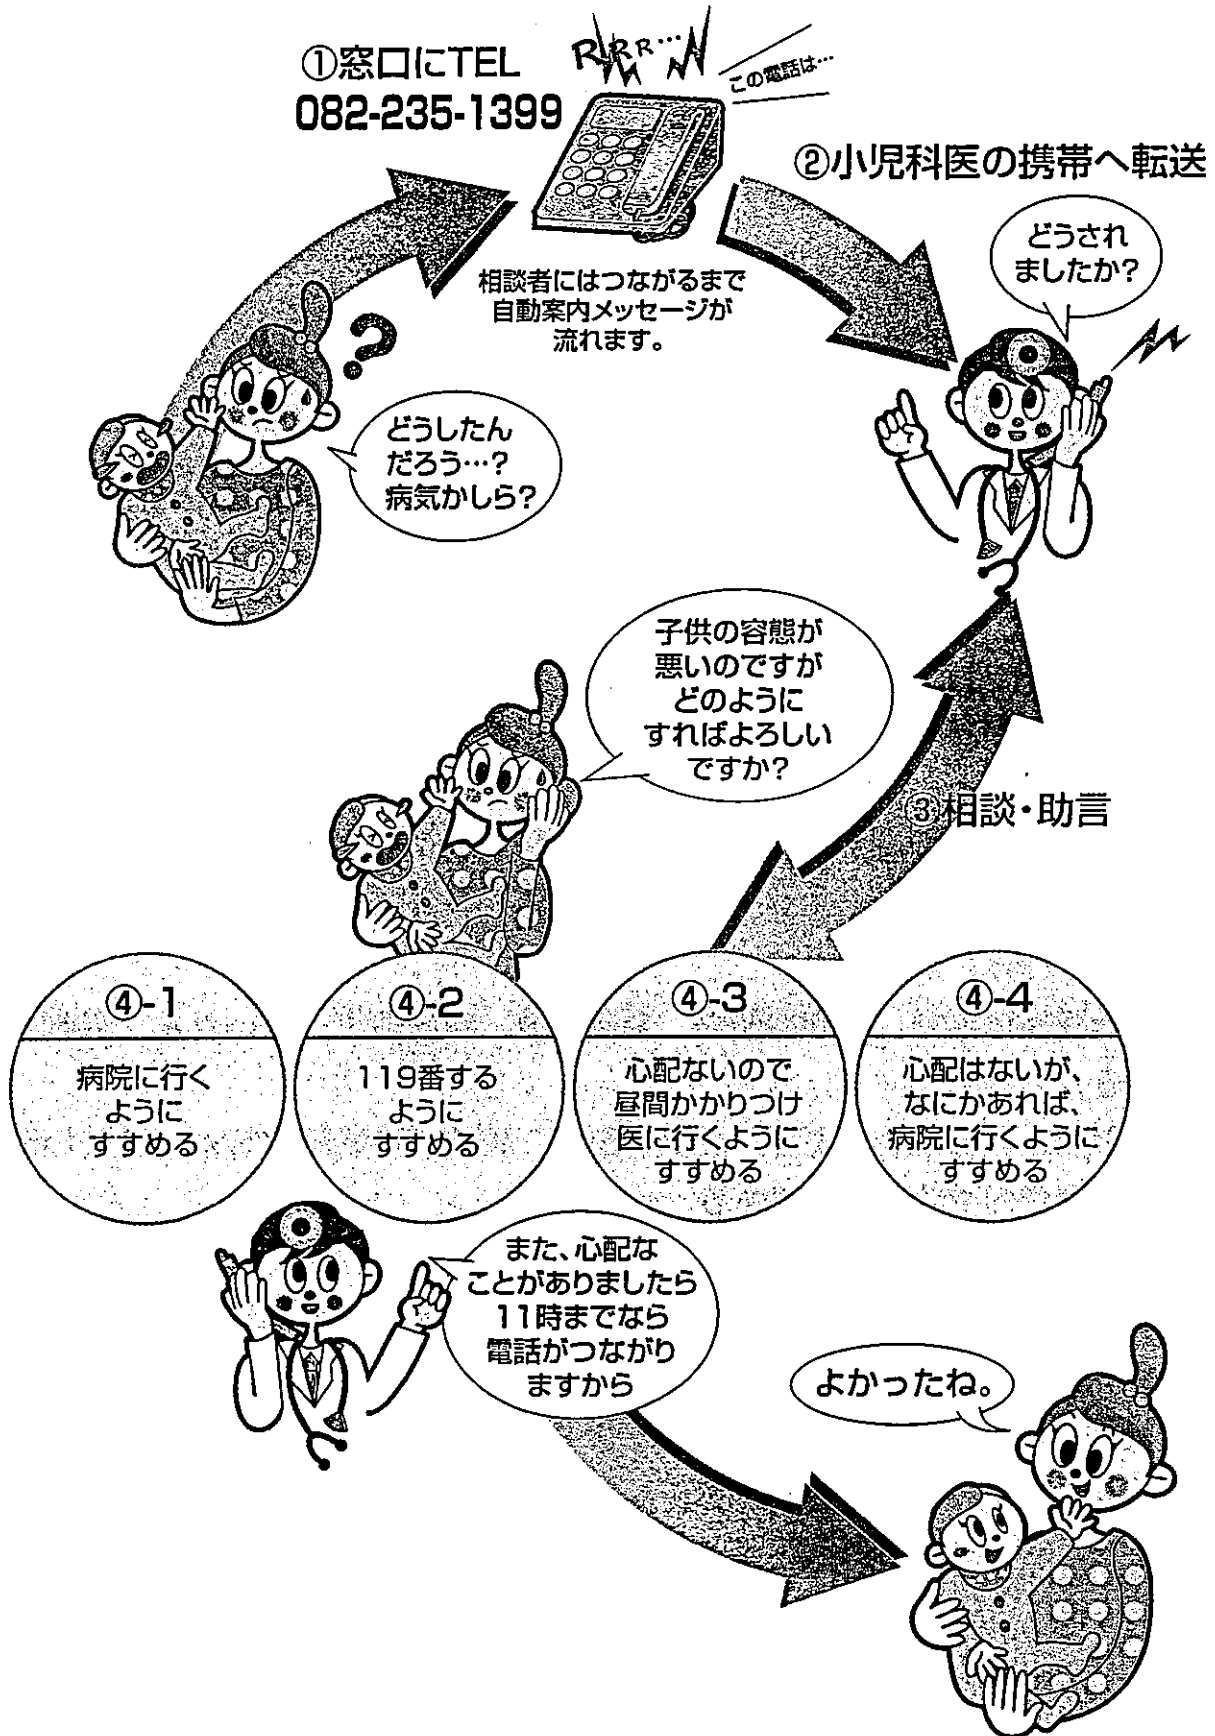 ①窓口にTEL
082-235-1399
RRR…
この電話は…
②小児科医の携帯へ転送
どうされ
ましたか?
相談者にはつながるまで
自動案内メッセージが
流れます。
?
どうしたん
だろう…?
病気かしら?
子供の容態が
悪いのですが
どのように
すればよろしい
ですか?
③相談・助言
④-1
病院に行く
ように
すすめる
④-2
119番する
ように
すすめる
④-3
心配ないので
昼間かかりつけ
医に行くように
すすめる
④-4
心配はないが、
なにかあれば、
病院に行くように
すすめる
また、心配な
ことがありましたら
11時までなら
電話がつながり
ますから
よかったね。